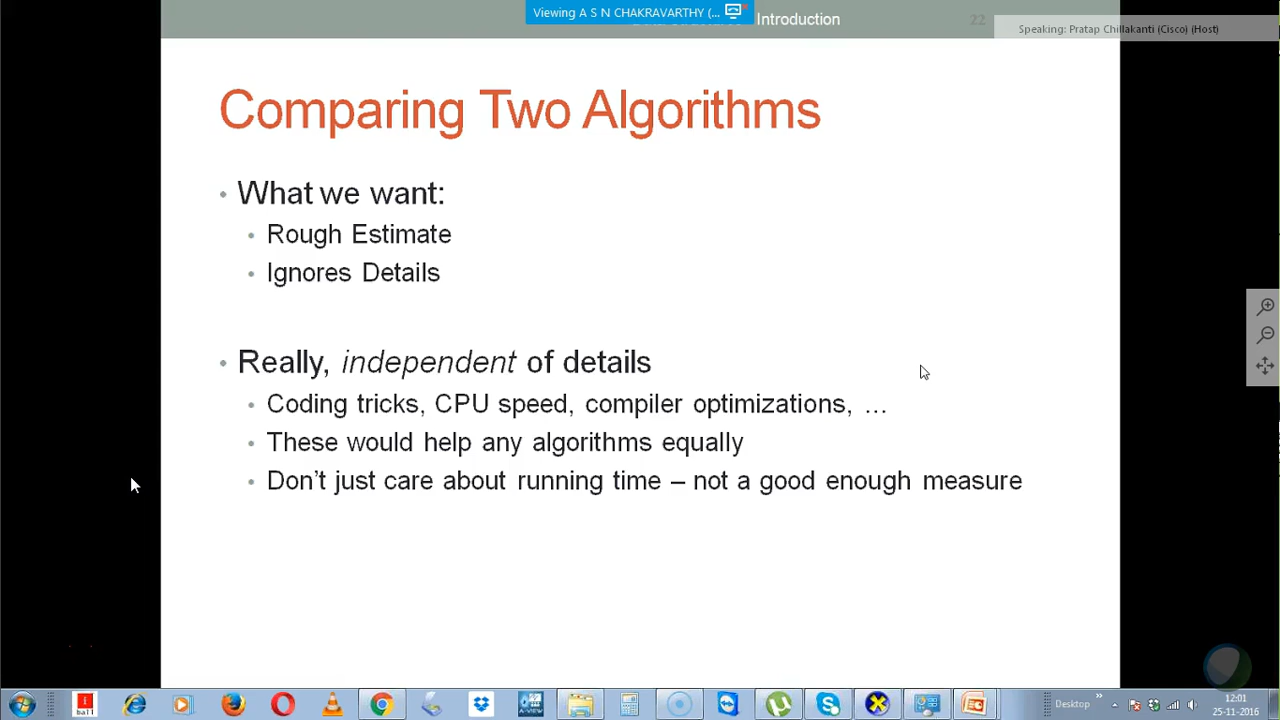 Viewing A S N CHAKRAVARTHY (...
Introduction
22
Speaking: Pratap Chillakanti (Cisco) (Host)
Comparing Two Algorithms
• What we want:
• Rough Estimate
• Ignores Details
• Really, independent of details
• Coding tricks, CPU speed, compiler optimizations, …
• These would help any algorithms equally
• Don’t just care about running time – not a good enough measure
Desktop
12:01
25-11-2016